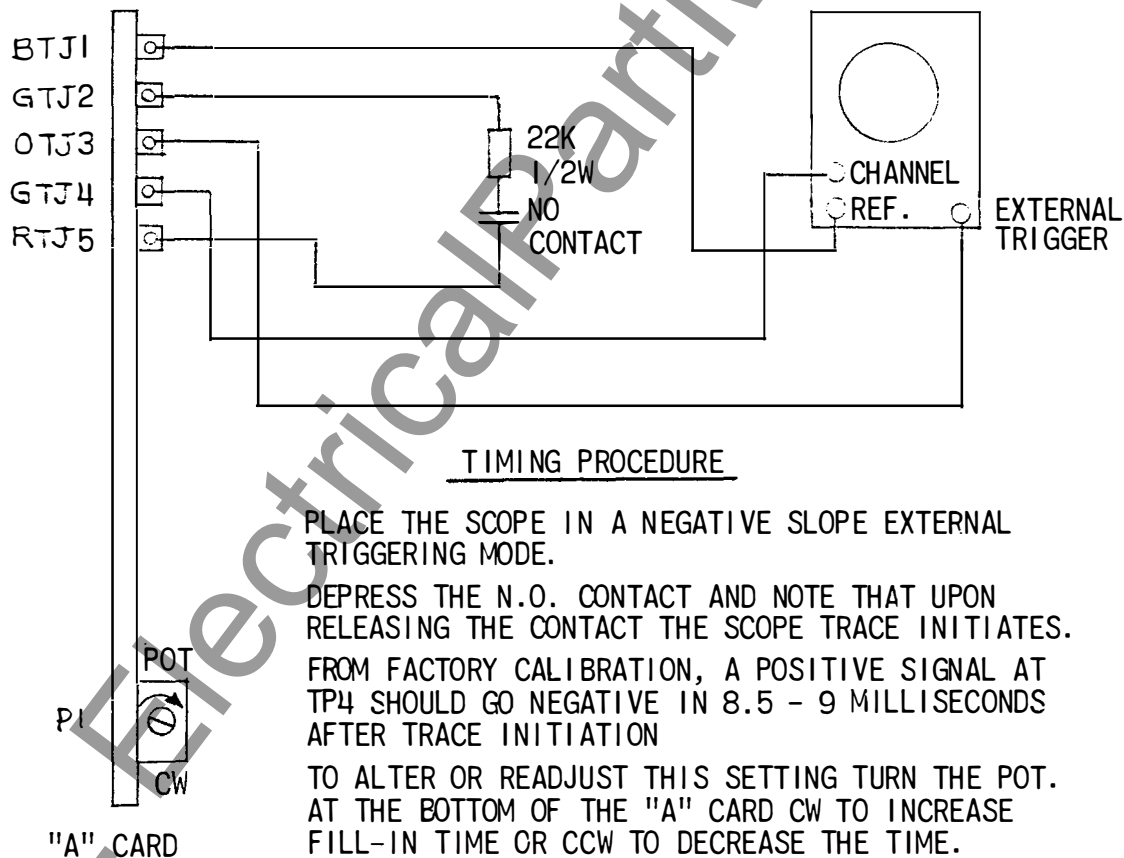 BTJ1
GTJ2
OTJ3
GTJ4
RTJ5
22K
1/2W
NO
CONTACT
CHANNEL
REF.
EXTERNAL
TRIGGER
TIMING PROCEDURE
PLACE THE SCOPE IN A NEGATIVE SLOPE EXTERNAL
TRIGGERING MODE.
DEPRESS THE N.O. CONTACT AND NOTE THAT UPON
RELEASING THE CONTACT THE SCOPE TRACE INITIATES.
FROM FACTORY CALIBRATION, A POSITIVE SIGNAL AT
TP4 SHOULD GO NEGATIVE IN 8.5 - 9 MILLISECONDS
AFTER TRACE INITIATION
TO ALTER OR READJUST THIS SETTING TURN THE POT.
AT THE BOTTOM OF THE "A" CARD CW TO INCREASE
FILL-IN TIME OR CCW TO DECREASE THE TIME.
POT
P1
CW
"A" CARD
ElectricalPart